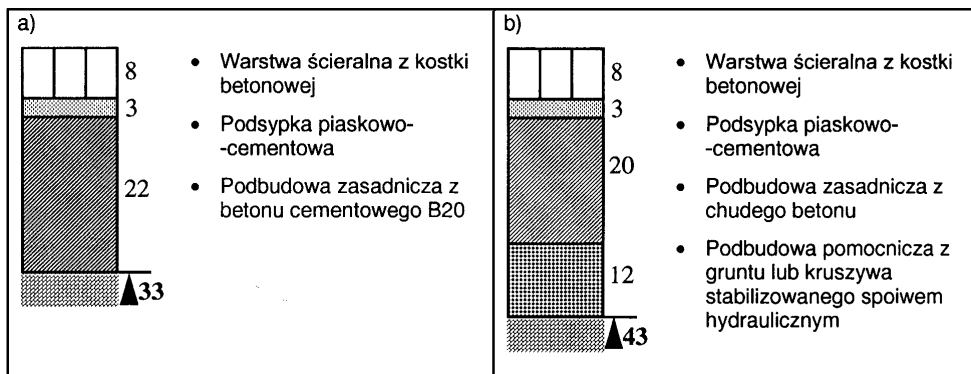 a)
8
3
22
33
• Warstwa ścieralna z kostki
betonowej
• Podsypka piaskowo-
-cementowa
• Podbudowa zasadnicza z
betonu cementowego B20
b)
8
3
20
12
43
• Warstwa ścieralna z kostki
betonowej
• Podsypka piaskowo-
-cementowa
• Podbudowa zasadnicza z
chudego betonu
• Podbudowa pomocnicza z
gruntu lub kruszywa
stabilizowanego spoiwem
hydraulicznym